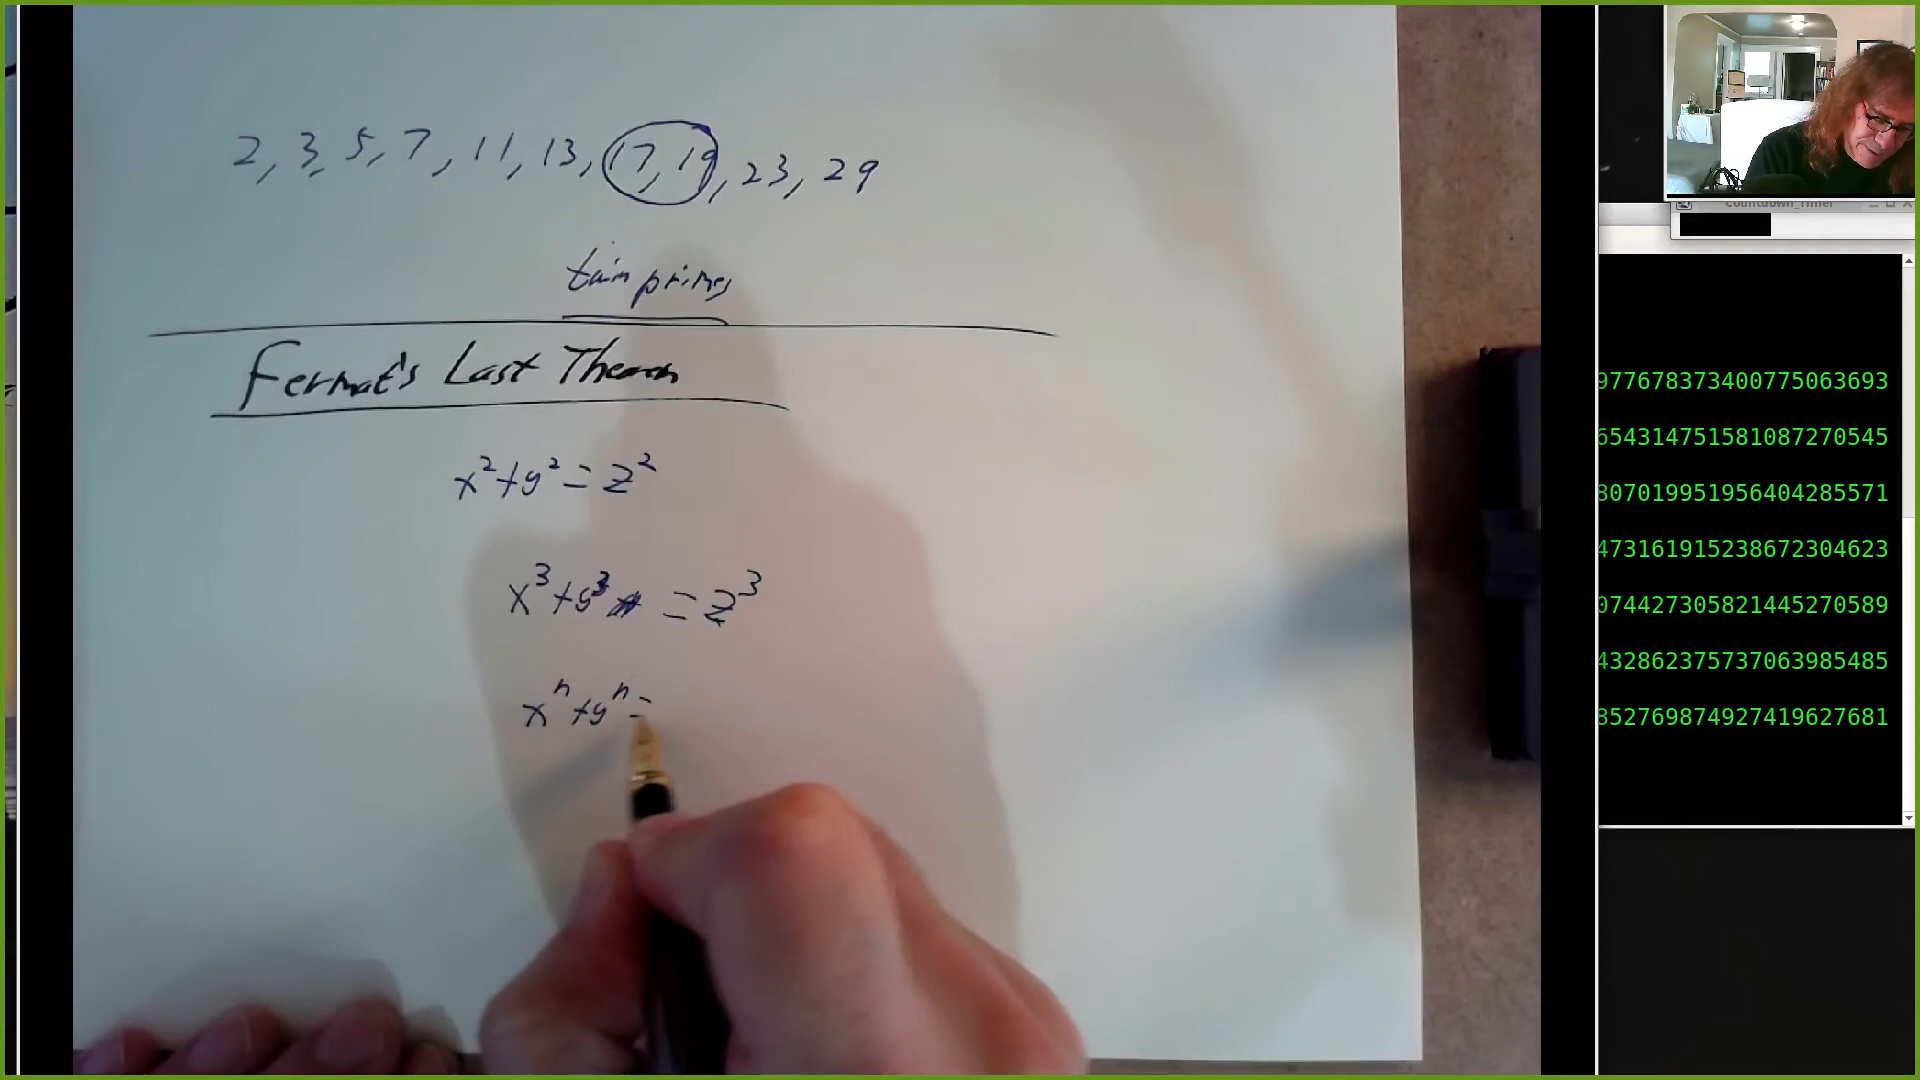 2, 3, 5, 7, 11, 13, 17, 19, 23, 29
twin primes
Fermat's Last Theorem
x² + y² = z²
x³ + y³ = z³
xⁿ + yⁿ =
Countdown_Timer
977678373400775063693
654314751581087270545
807019951956404285571
473161915238672304623
074427305821445270589
432862375737063985485
852769874927419627681